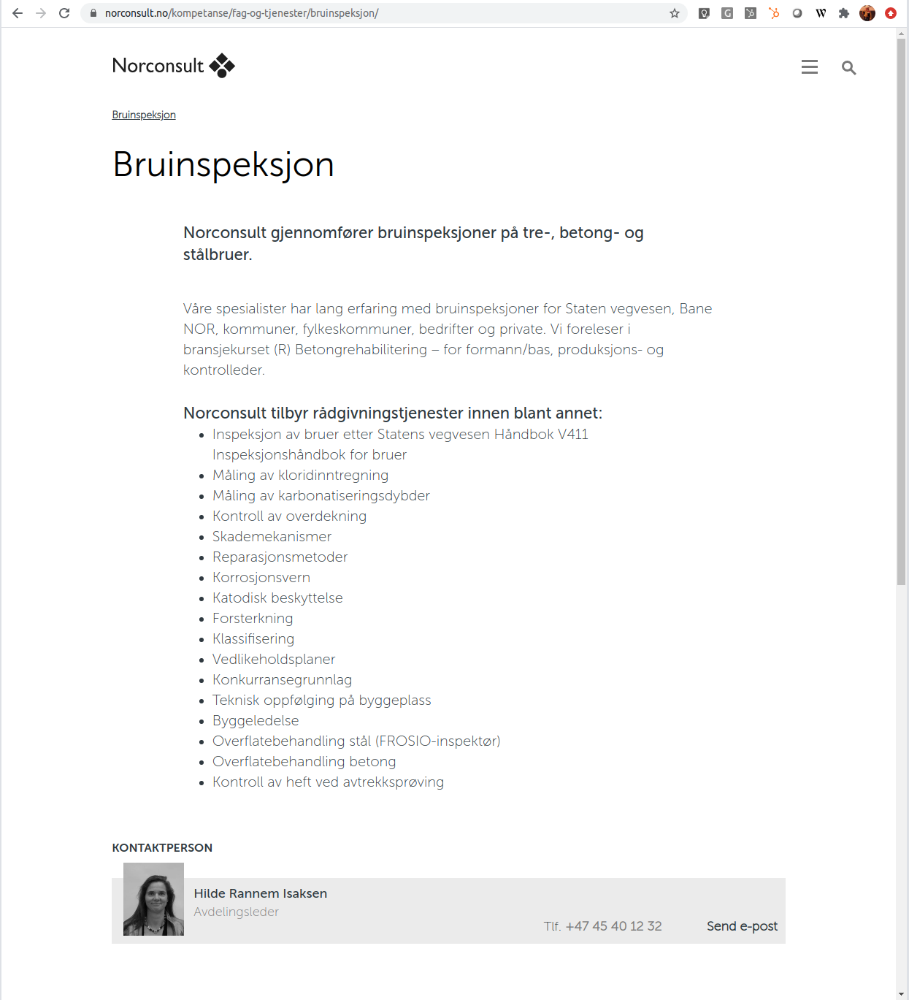 norconsult.no/kompetanse/fag-og-tjenester/bruinspeksjon/
Norconsult
Bruinspeksjon
Bruinspeksjon
Norconsult gjennomfører bruinspeksjoner på tre-, betong- og
stålbruer.
Våre spesialister har lang erfaring med bruinspeksjoner for Staten vegvesen, Bane
NOR, kommuner, fylkeskommuner, bedrifter og private. Vi foreleser i
bransjekurset (R) Betongrehabilitering – for formann/bas, produksjons- og
kontrolleder.
Norconsult tilbyr rådgivningstjenester innen blant annet:
• Inspeksjon av bruer etter Statens vegvesen Håndbok V411
Inspeksjonshåndbok for bruer
• Måling av kloridinntregning
• Måling av karbonatiseringsdybder
• Kontroll av overdekning
• Skademekanismer
• Reparasjonsmetoder
• Korrosjonsvern
• Katodisk beskyttelse
• Forsterkning
• Klassifisering
• Vedlikeholdsplaner
• Konkurransegrunnlag
• Teknisk oppfølging på byggeplass
• Byggeledelse
• Overflatebehandling stål (FROSIO-inspektør)
• Overflatebehandling betong
• Kontroll av heft ved avtrekksprøving
KONTAKTPERSON
Hilde Rannem Isaksen
Avdelingsleder
Tlf. +47 45 40 12 32 Send e-post